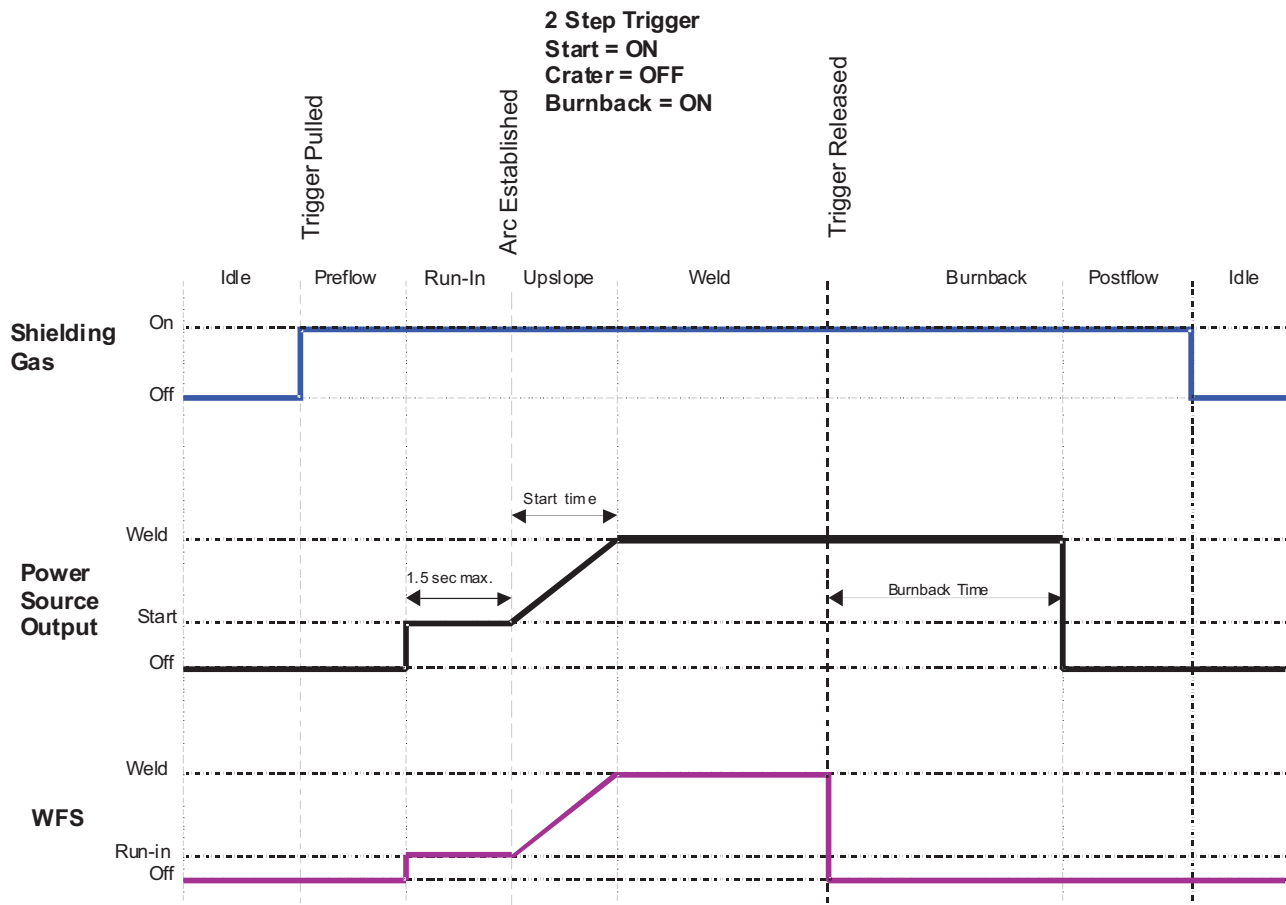 2 Step Trigger
Start = ON
Crater = OFF
Burnback = ON
Trigger Pulled
Arc Established
Trigger Released
Idle Preflow Run-In Upslope Weld Burnback Postflow Idle
Shielding
Gas
On
Off
Start time
Weld
1.5 sec max.
Power
Source
Output
Burnback Time
Start
Off
Weld
WFS
Run-in
Off